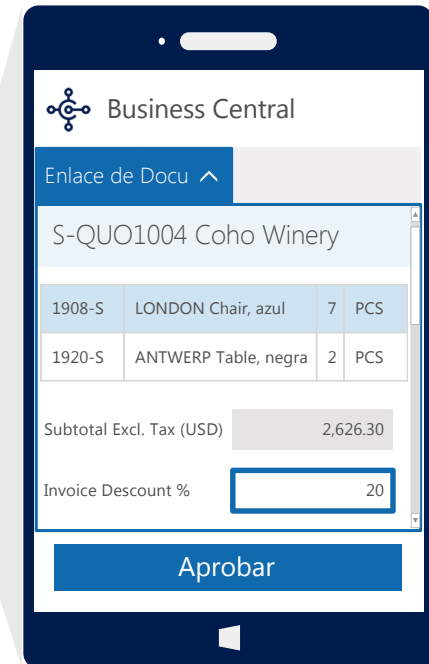 Business Central
Enlace de Docu
S-QUO1004 Coho Winery
1908-S LONDON Chair, azul 7 PCS
1920-S ANTWERP Table, negra 2 PCS
Subtotal Excl. Tax (USD) 2,626.30
Invoice Descount % 20
Aprobar